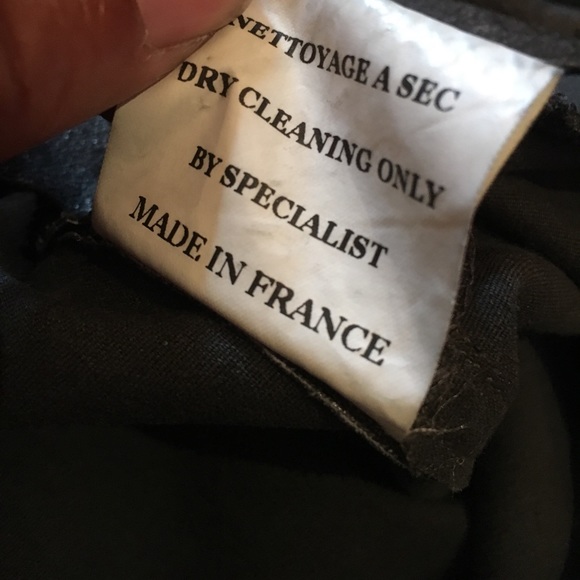 NETTOYAGE A SEC
DRY CLEANING ONLY
BY SPECIALIST
MADE IN FRANCE